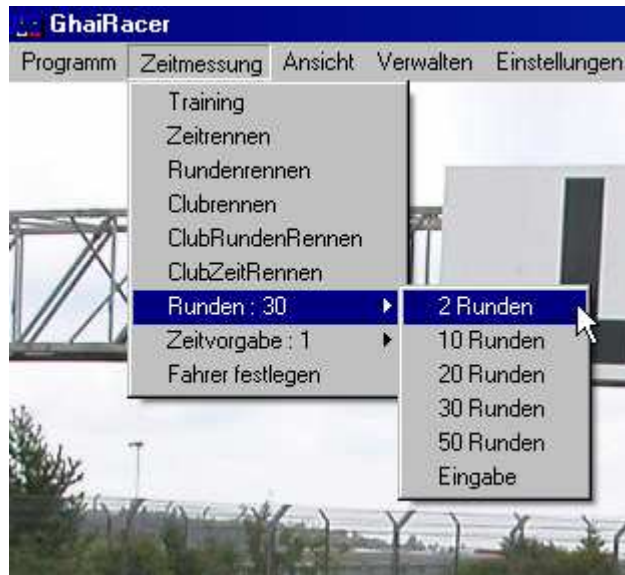 GhaiRacer
Programm Zeitmessung Ansicht Verwalten Einstellungen
Training
Zeitrennen
Rundenrennen
Clubrennen
ClubRundenRennen
ClubZeitRennen
Runden : 30
Zeitvorgabe : 1
Fahrer festlegen
2 Runden
10 Runden
20 Runden
30 Runden
50 Runden
Eingabe